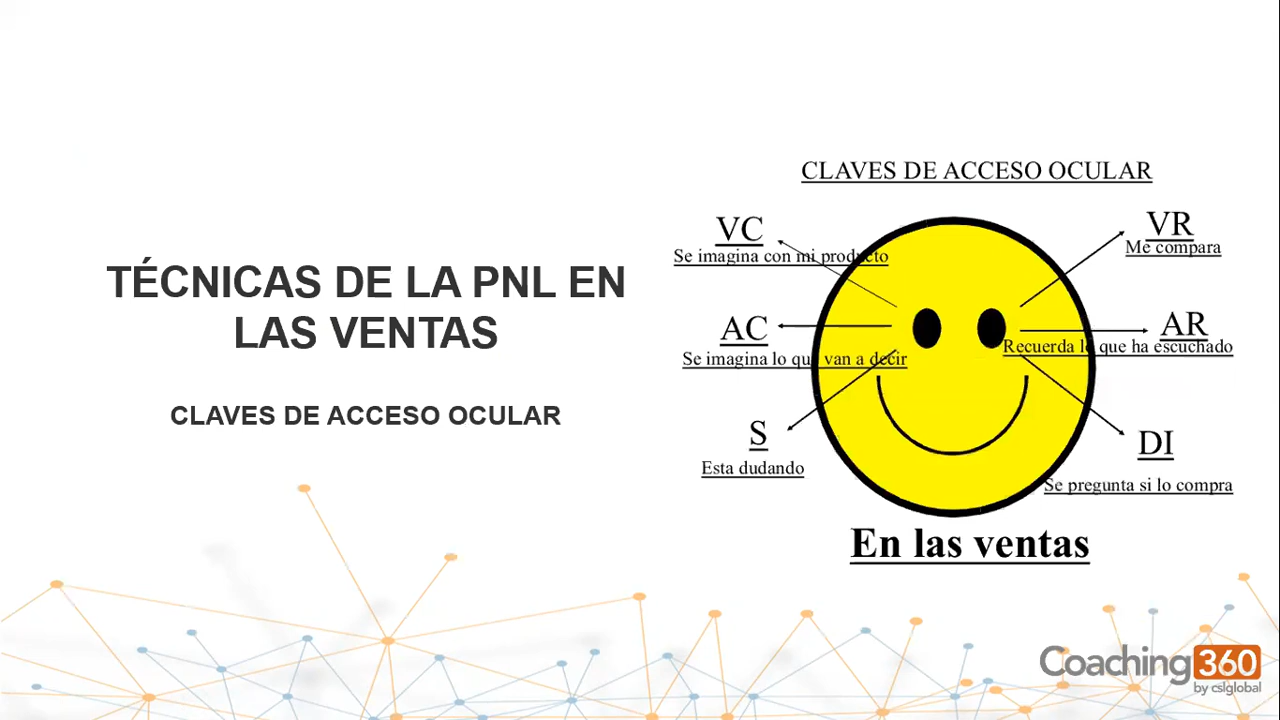 TÉCNICAS DE LA PNL EN
LAS VENTAS
CLAVES DE ACCESO OCULAR
CLAVES DE ACCESO OCULAR
VC
Se imagina con mi producto
VR
Me compara
AC
Se imagina lo que van a decir
AR
Recuerda lo que ha escuchado
S
Esta dudando
DI
Se pregunta si lo compra
En las ventas
Coaching360
by cslglobal